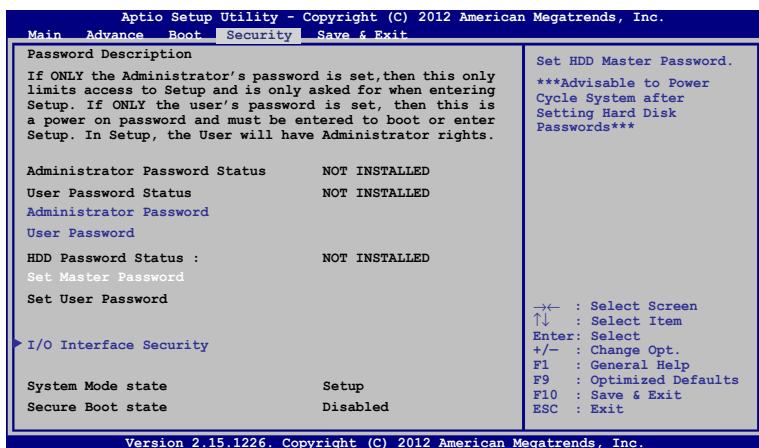 Aptio Setup Utility - Copyright (C) 2012 American Megatrends, Inc.
Main Advance Boot Security Save & Exit
Password Description
If ONLY the Administrator's password is set,then this only
limits access to Setup and is only asked for when entering
Setup. If ONLY the user's password is set, then this is
a power on password and must be entered to boot or enter
Setup. In Setup, the User will have Administrator rights.
Administrator Password Status NOT INSTALLED
User Password Status NOT INSTALLED
Administrator Password
User Password
HDD Password Status : NOT INSTALLED
Set Master Password
Set User Password
I/O Interface Security
System Mode state Setup
Secure Boot state Disabled
Set HDD Master Password.
***Advisable to Power
Cycle System after
Setting Hard Disk
Passwords***
→← : Select Screen
↑↓ : Select Item
Enter: Select
+/— : Change Opt.
F1 : General Help
F9 : Optimized Defaults
F10 : Save & Exit
ESC : Exit
Version 2.15.1226. Copyright (C) 2012 American Megatrends, Inc.